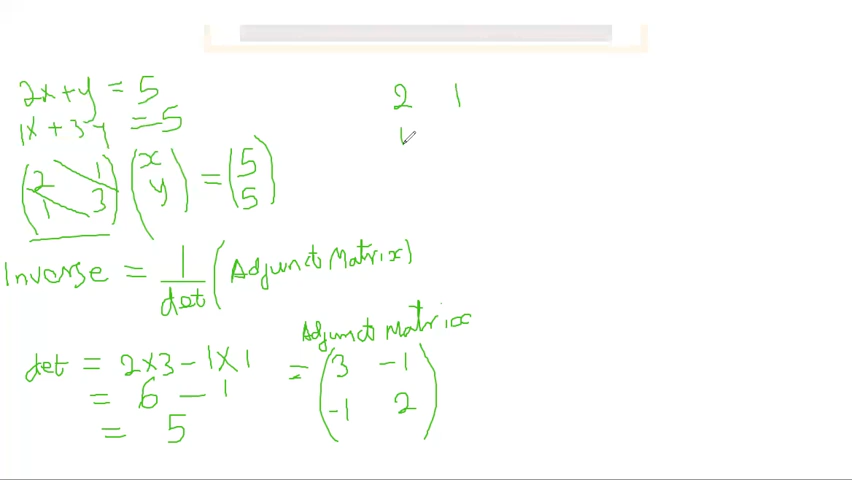 2x+y = 5
1x + 3y = 5
(2 1) (x) = (5)
(1 3) (y) (5)
Inverse = 1/det (Adjunct Matrix)
det = 2×3 − 1×1
= 6 − 1
= 5
Adjunct Matrix
= (3 -1)
(-1 2)
2 1
1